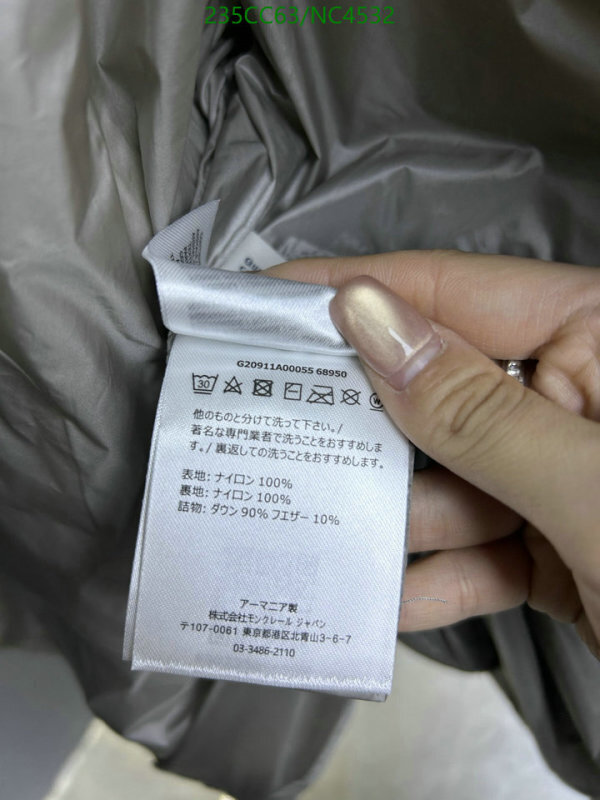 235CC63/NC4532
G20911A00055 68950
30
他のものと分けて洗って下さい。/
著名な専門業者で洗うことをおすすめしま
す。/ 裏返しての洗うことをおすすめします。
表地: ナイロン 100%
裏地: ナイロン 100%
詰物: ダウン 90% フエザー 10%
アーマニア製
株式会社モンクレール ジャパン
〒107-0061 東京都港区北青山3-6-7
03-3486-2110